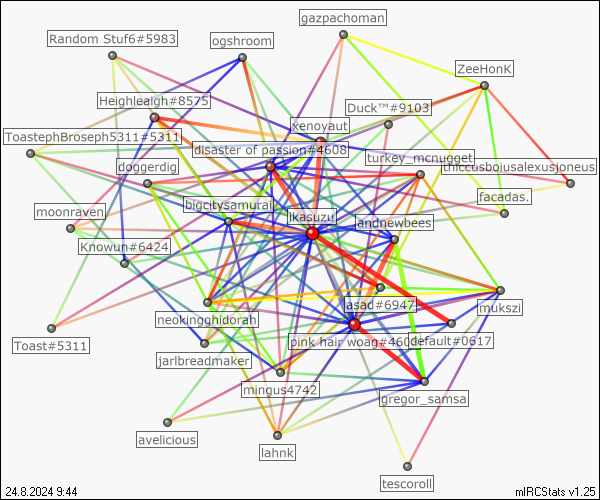 gazpachoman
Random Stuf6#5983
ogshroom
ZeeHonK
Heighleaigh#8575
Duck™#9103
xenoyaut
ToastephBroseph5311#5311
disaster of passion#4608
turkey_mcnugget
thiccusboiusalexusjoneus
doggerdig
facadas.
bigcitysamurai
ikasuzu
moonraven
andnewbees
Knowun#6424
lasad#6947
mukszi
neokingghidorah
Toast#5311
pink hair woag#460
default#0617
jarlbreadmaker
mingus4742
gregor_samsa
avelicious
lahnk
tescoroll
24.8.2024 9:44
mIRCStats v1.25